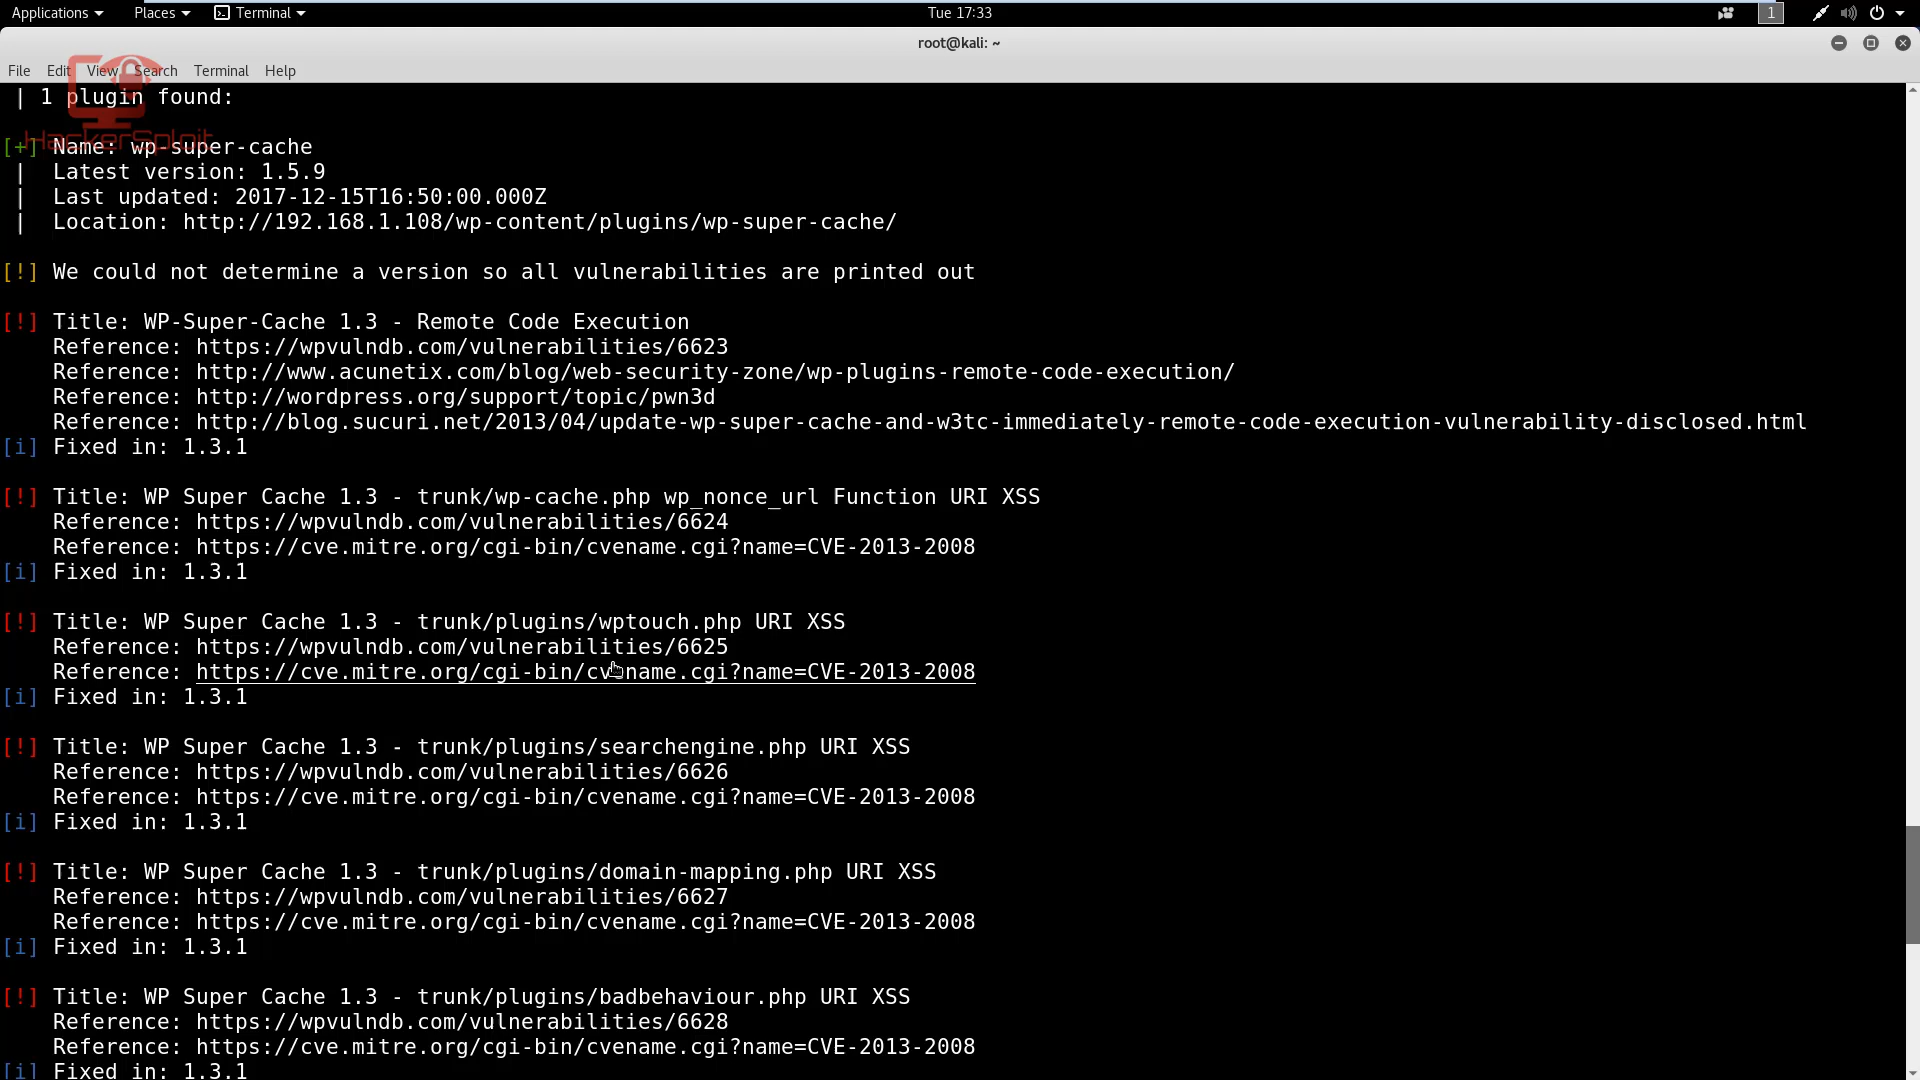 Applications Places Terminal Tue 17:33 1
root@kali: ~
File Edit View Search Terminal Help
| 1 plugin found:
HackerSploit
[+] Name: wp-super-cache
| Latest version: 1.5.9
| Last updated: 2017-12-15T16:50:00.000Z
| Location: http://192.168.1.108/wp-content/plugins/wp-super-cache/
[!] We could not determine a version so all vulnerabilities are printed out
[!] Title: WP-Super-Cache 1.3 - Remote Code Execution
Reference: https://wpvulndb.com/vulnerabilities/6623
Reference: http://www.acunetix.com/blog/web-security-zone/wp-plugins-remote-code-execution/
Reference: http://wordpress.org/support/topic/pwn3d
Reference: http://blog.sucuri.net/2013/04/update-wp-super-cache-and-w3tc-immediately-remote-code-execution-vulnerability-disclosed.html
[i] Fixed in: 1.3.1
[!] Title: WP Super Cache 1.3 - trunk/wp-cache.php wp_nonce_url Function URI XSS
Reference: https://wpvulndb.com/vulnerabilities/6624
Reference: https://cve.mitre.org/cgi-bin/cvename.cgi?name=CVE-2013-2008
[i] Fixed in: 1.3.1
[!] Title: WP Super Cache 1.3 - trunk/plugins/wptouch.php URI XSS
Reference: https://wpvulndb.com/vulnerabilities/6625
Reference: https://cve.mitre.org/cgi-bin/cvename.cgi?name=CVE-2013-2008
[i] Fixed in: 1.3.1
[!] Title: WP Super Cache 1.3 - trunk/plugins/searchengine.php URI XSS
Reference: https://wpvulndb.com/vulnerabilities/6626
Reference: https://cve.mitre.org/cgi-bin/cvename.cgi?name=CVE-2013-2008
[i] Fixed in: 1.3.1
[!] Title: WP Super Cache 1.3 - trunk/plugins/domain-mapping.php URI XSS
Reference: https://wpvulndb.com/vulnerabilities/6627
Reference: https://cve.mitre.org/cgi-bin/cvename.cgi?name=CVE-2013-2008
[i] Fixed in: 1.3.1
[!] Title: WP Super Cache 1.3 - trunk/plugins/badbehaviour.php URI XSS
Reference: https://wpvulndb.com/vulnerabilities/6628
Reference: https://cve.mitre.org/cgi-bin/cvename.cgi?name=CVE-2013-2008
[i] Fixed in: 1.3.1